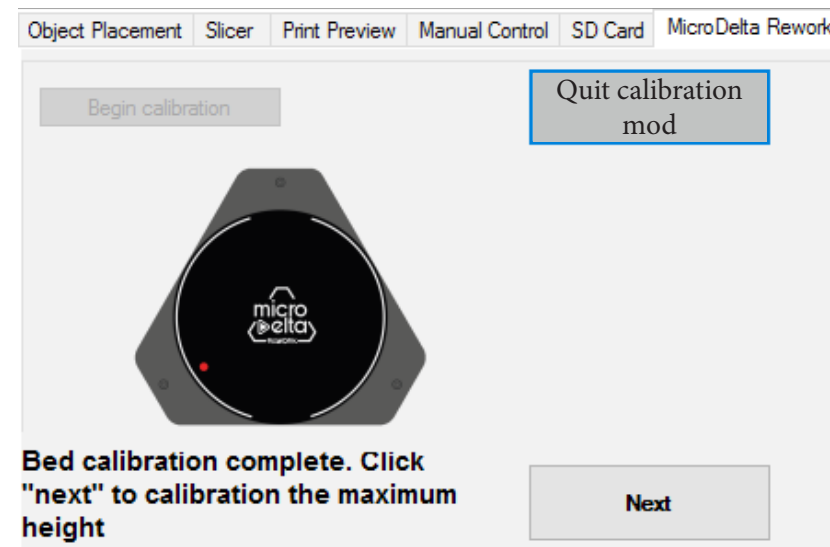 Object Placement Slicer Print Preview Manual Control SD Card MicroDelta Rework
Begin calibration
Quit calibration
mod
micro
Delta
Bed calibration complete. Click
"next" to calibration the maximum
height
Next